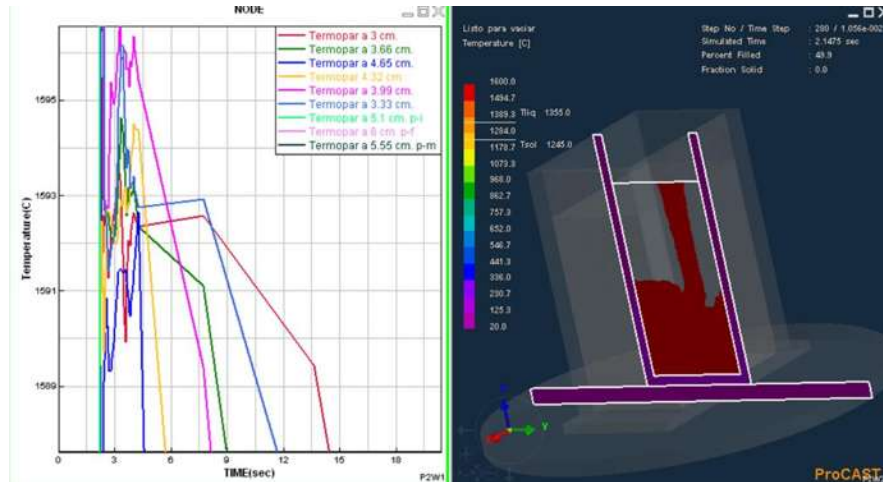 NODE
Termopar a 3 cm.
Termopar a 3.66 cm.
Termopar a 4.65 cm.
Termopar 4.32 cm.
Termopar a 3.99 cm.
Termopar a 3.33 cm.
Termopar a 5.1 cm. p-i
Termopar a 6 cm. p-f
Termopar a 5.55 cm. p-m
Temperature(C)
1595
1593
1591
1589
0 3 6 9 12 15 18
TIME(sec)
P2W1
Listo para vaciar
Temperature [C]
Step No / Time Step : 280 / 1.056e-002
Simulated Time : 2.1475 sec
Percent Filled : 49.9
Fraction Solid : 0.0
1600.0
1494.7
1389.3
1284.0
1178.7
1073.3
968.0
862.7
757.3
652.0
546.7
441.3
336.0
230.7
125.3
20.0
Tliq 1355.0
Tsol 1245.0
Y
ProCAST